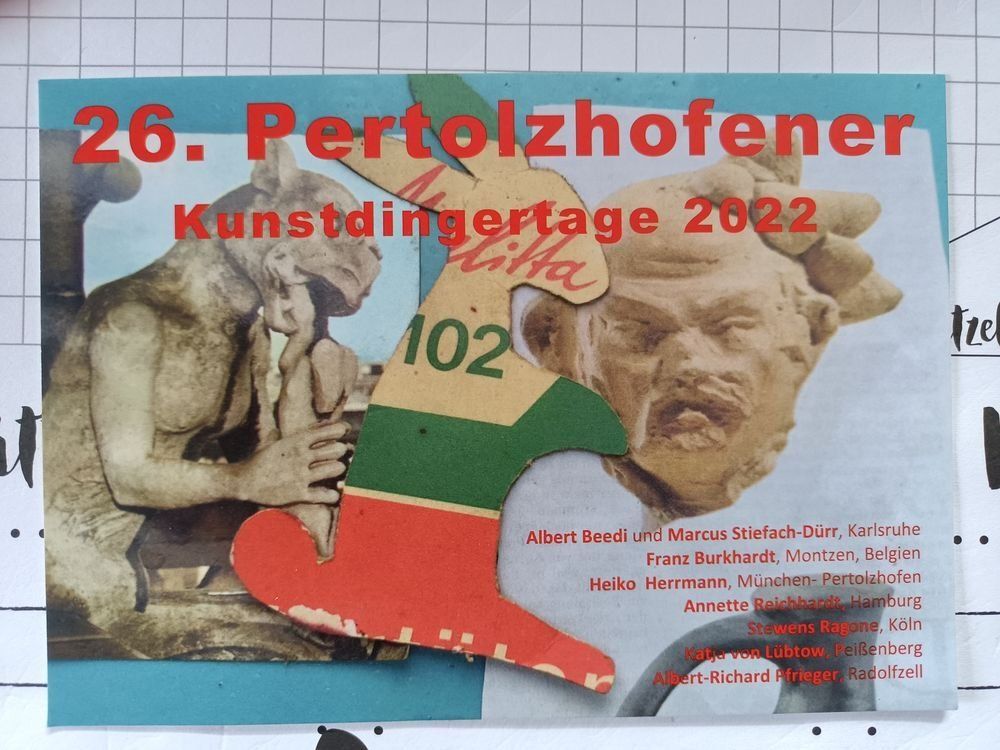 26. Pertolzhofener
Kunstdingertage 2022
Melitta
102
Albert Beedi und Marcus Stiefach-Dürr, Karlsruhe
Franz Burkhardt, Montzen, Belgien
Heiko Herrmann, München- Pertolzhofen
Annette Reichhardt, Hamburg
Stewens Ragone, Köln
Katja von Lübtow, Peißenberg
Albert-Richard Pfrieger, Radolfzell